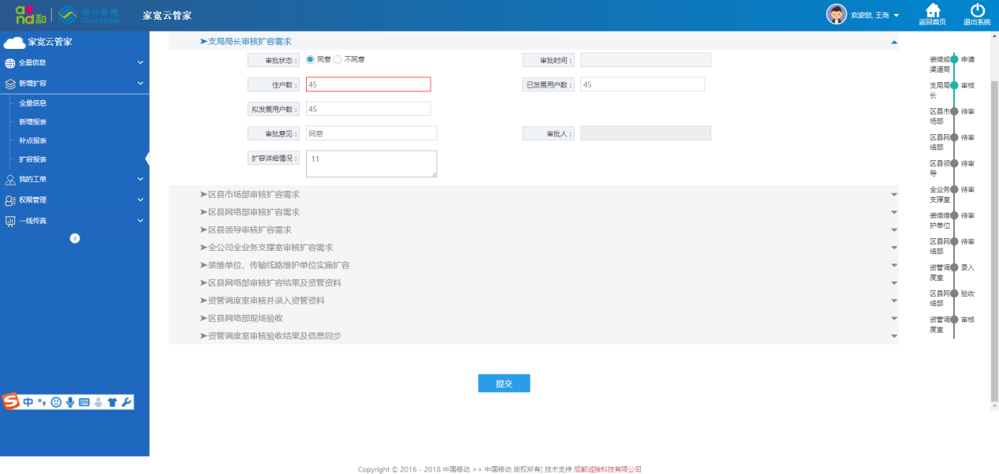 and和 移动家宽 China Mobile 家宽云管家 欢迎您, 王尧 返回首页 退出系统
家宽云管家
全量信息
新增扩容
全量信息
新增报表
补点报表
扩容报表
我的工单
权限管理
一线传真
«
中
➤支局局长审核扩容需求
审批状态： 同意 不同意 审批时间：
住户数： 45 已发展用户数： 45
拟发展用户数： 45
审批意见： 同意 审批人：
扩容详细情况： 11
➤区县市场部审核扩容需求
➤区县网络部审核扩容需求
➤区县领导审核扩容需求
➤全公司全业务支撑室审核扩容需求
➤装维单位、传输线路维护单位实施扩容
➤区县网络部审核扩容结果及资管资料
➤资管调度室审核并录入资管资料
➤区县网络部现场验收
➤资管调度室审核验收结果及信息同步
提交
装维或 申请
渠道商
支局局 审核
长
区县市 待审
场部
区县网 待审
络部
区县领 待审
导
全业务 待审
支撑室
装维维 待审
护单位
区县网 待审
络部
资管调 录入
度室
区县网 验收
络部
资管调 审核
度室
Copyright © 2016 - 2018 中国移动 >> 中国移动 版权所有| 技术支持 成都诚骏科技有限公司